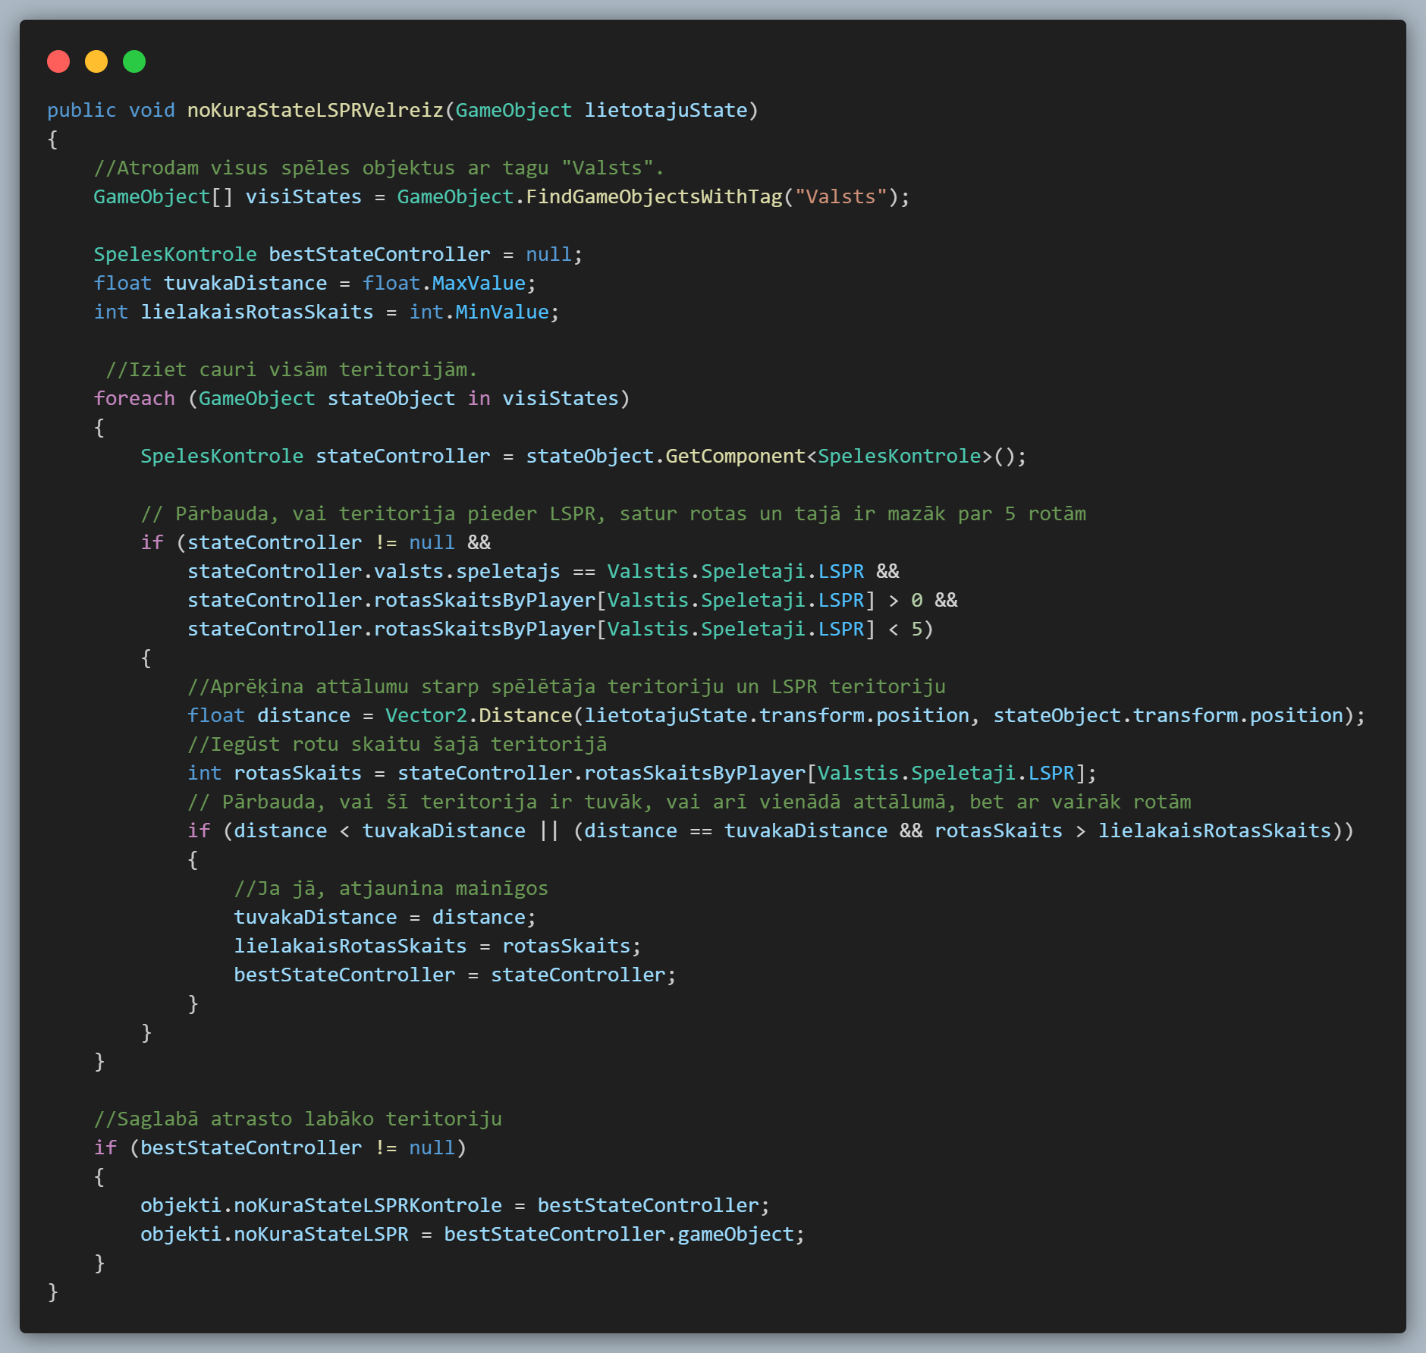 public void noKuraStateLSPRVelreiz(GameObject lietotajuState)
{
    //Atrodam visus spēles objektus ar tagu "Valsts".
    GameObject[] visiStates = GameObject.FindGameObjectsWithTag("Valsts");

    SpelesKontrole bestStateController = null;
    float tuvakaDistance = float.MaxValue;
    int lielakaisRotasSkaits = int.MinValue;

     //Iziet cauri visām teritorijām.
    foreach (GameObject stateObject in visiStates)
    {
        SpelesKontrole stateController = stateObject.GetComponent<SpelesKontrole>();

        // Pārbauda, vai teritorija pieder LSPR, satur rotas un tajā ir mazāk par 5 rotām
        if (stateController != null &&
            stateController.valsts.speletajs == Valstis.Speletaji.LSPR &&
            stateController.rotasSkaitsByPlayer[Valstis.Speletaji.LSPR] > 0 &&
            stateController.rotasSkaitsByPlayer[Valstis.Speletaji.LSPR] < 5)
        {
            //Aprēķina attālumu starp spēlētāja teritoriju un LSPR teritoriju
            float distance = Vector2.Distance(lietotajuState.transform.position, stateObject.transform.position);
            //Iegūst rotu skaitu šajā teritorijā
            int rotasSkaits = stateController.rotasSkaitsByPlayer[Valstis.Speletaji.LSPR];
            // Pārbauda, vai šī teritorija ir tuvāk, vai arī vienādā attālumā, bet ar vairāk rotām
            if (distance < tuvakaDistance || (distance == tuvakaDistance && rotasSkaits > lielakaisRotasSkaits))
            {
                //Ja jā, atjaunina mainīgos
                tuvakaDistance = distance;
                lielakaisRotasSkaits = rotasSkaits;
                bestStateController = stateController;
            }
        }
    }

    //Saglabā atrasto labāko teritoriju
    if (bestStateController != null)
    {
        objekti.noKuraStateLSPRKontrole = bestStateController;
        objekti.noKuraStateLSPR = bestStateController.gameObject;
    }
}